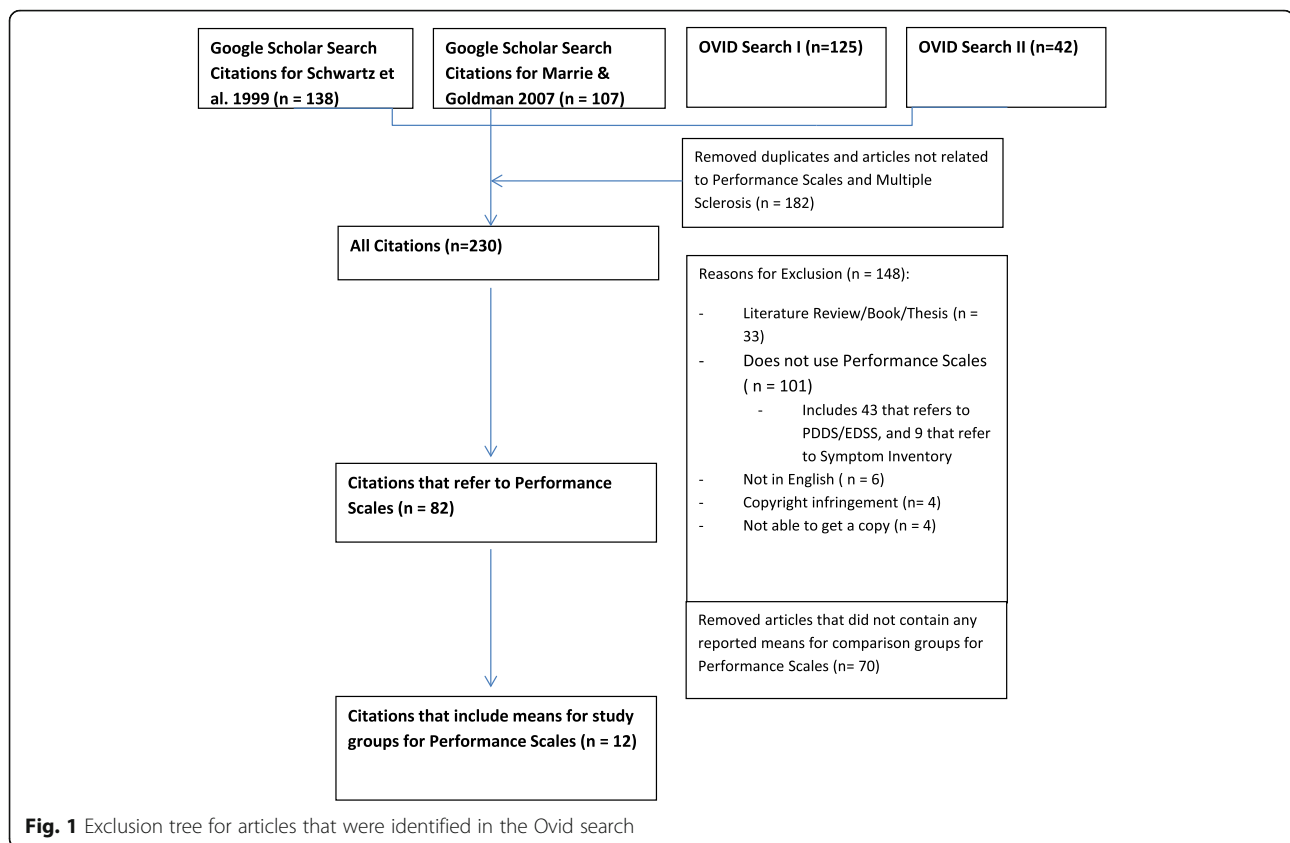 Google Scholar Search
Citations for Schwartz et
al. 1999 (n = 138)
Google Scholar Search
Citations for Marrie &
Goldman 2007 (n = 107)
OVID Search I (n=125)
OVID Search II (n=42)
Removed duplicates and articles not related
to Performance Scales and Multiple
Sclerosis (n = 182)
All Citations (n=230)
Reasons for Exclusion (n = 148):
- Literature Review/Book/Thesis (n =
33)
- Does not use Performance Scales
( n = 101)
- Includes 43 that refers to
PDDS/EDSS, and 9 that refer
to Symptom Inventory
- Not in English ( n = 6)
- Copyright infringement (n= 4)
- Not able to get a copy (n = 4)
Citations that refer to Performance
Scales (n = 82)
Removed articles that did not contain any
reported means for comparison groups for
Performance Scales (n= 70)
Citations that include means for study
groups for Performance Scales (n = 12)
Fig. 1 Exclusion tree for articles that were identified in the Ovid search